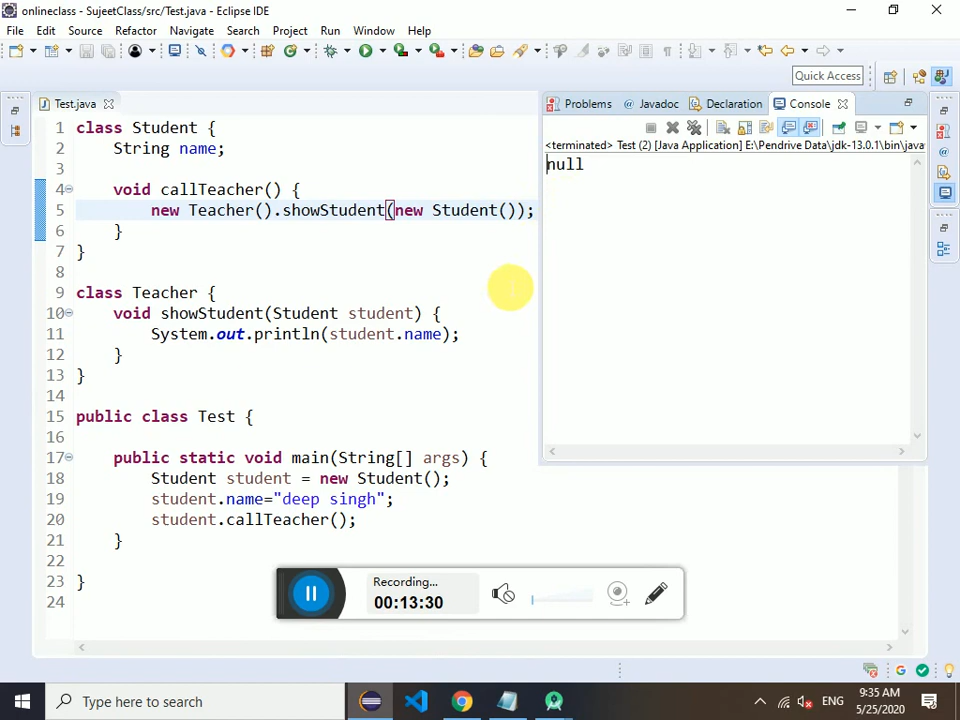 onlineclass - SujeetClass/src/Test.java - Eclipse IDE
File Edit Source Refactor Navigate Search Project Run Window Help
Quick Access
Test.java
Problems @ Javadoc Declaration Console
<terminated> Test (2) [Java Application] E:\Pendrive Data\jdk-13.0.1\bin\java
null
1 class Student {
2 String name;
3
4 void callTeacher() {
5 new Teacher().showStudent(new Student());
6 }
7 }
8
9 class Teacher {
10 void showStudent(Student student) {
11 System.out.println(student.name);
12 }
13 }
14
15 public class Test {
16
17 public static void main(String[] args) {
18 Student student = new Student();
19 student.name="deep singh";
20 student.callTeacher();
21 }
22
23 }
24
Recording...
00:13:30
Type here to search
ENG
9:35 AM
5/25/2020